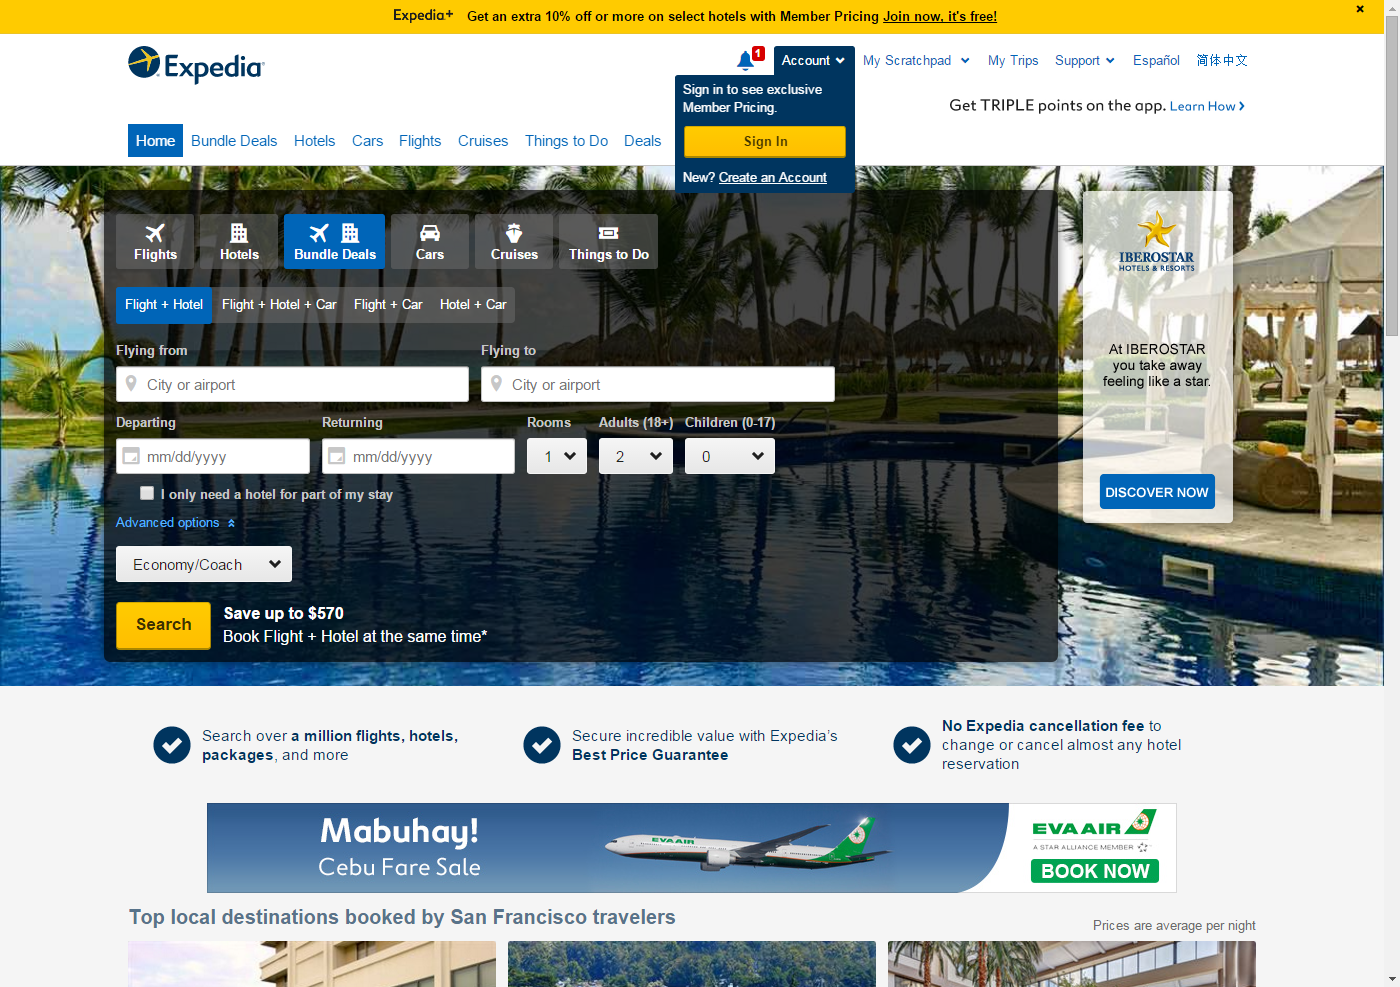 Expedia+ Get an extra 10% off or more on select hotels with Member Pricing Join now, it's free!
Expedia
1
Account
My Scratchpad
My Trips
Support
Español
简体中文
Sign in to see exclusive
Member Pricing.
Sign In
New? Create an Account
Get TRIPLE points on the app. Learn How
Home
Bundle Deals
Hotels
Cars
Flights
Cruises
Things to Do
Deals
Flights
Hotels
Bundle Deals
Cars
Cruises
Things to Do
Flight + Hotel
Flight + Hotel + Car
Flight + Car
Hotel + Car
Flying from
Flying to
City or airport
City or airport
Departing
Returning
Rooms
Adults (18+)
Children (0-17)
mm/dd/yyyy
mm/dd/yyyy
1
2
0
I only need a hotel for part of my stay
Advanced options
Economy/Coach
Search
Save up to $570
Book Flight + Hotel at the same time*
IBEROSTAR
HOTELS & RESORTS
At IBEROSTAR
you take away
feeling like a star.
DISCOVER NOW
Search over a million flights, hotels,
packages, and more
Secure incredible value with Expedia's
Best Price Guarantee
No Expedia cancellation fee to
change or cancel almost any hotel
reservation
Mabuhay!
Cebu Fare Sale
EVA AIR
EVA AIR
A STAR ALLIANCE MEMBER
BOOK NOW
Top local destinations booked by San Francisco travelers
Prices are average per night